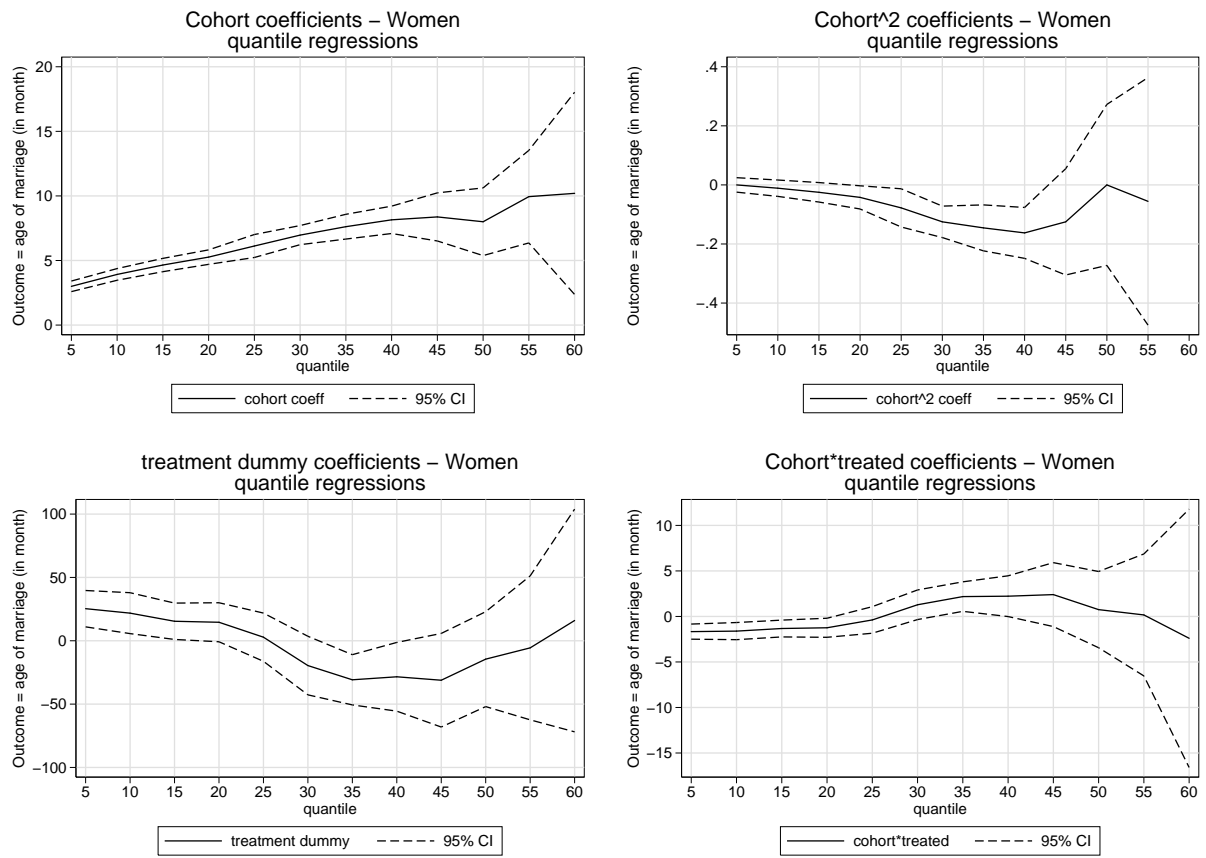 Cohort coefficients – Women
quantile regressions
Outcome = age of marriage (in month)
20
15
10
5
0
5 10 15 20 25 30 35 40 45 50 55 60
quantile
cohort coeff 95% CI
Cohort^2 coefficients – Women
quantile regressions
Outcome = age of marriage (in month)
.4
.2
0
–.2
–.4
5 10 15 20 25 30 35 40 45 50 55 60
quantile
cohort^2 coeff 95% CI
treatment dummy coefficients – Women
quantile regressions
Outcome = age of marriage (in month)
100
50
0
–50
–100
5 10 15 20 25 30 35 40 45 50 55 60
quantile
treatment dummy 95% CI
Cohort*treated coefficients – Women
quantile regressions
Outcome = age of marriage (in month)
10
5
0
–5
–10
–15
5 10 15 20 25 30 35 40 45 50 55 60
quantile
cohort*treated 95% CI